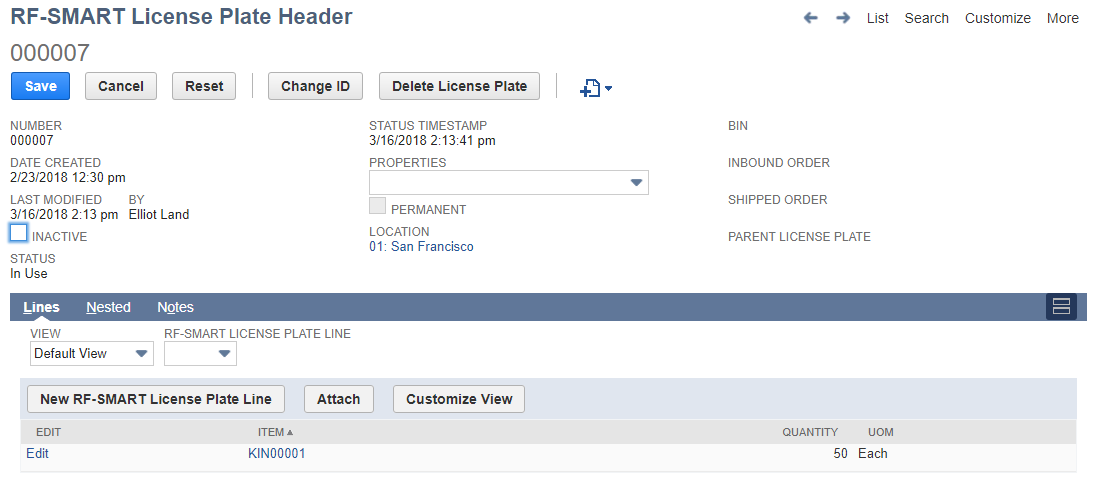 RF-SMART License Plate Header
List Search Customize More
000007
Save Cancel Reset Change ID Delete License Plate
NUMBER
000007
DATE CREATED
2/23/2018 12:30 pm
LAST MODIFIED BY
3/16/2018 2:13 pm Elliot Land
INACTIVE
STATUS
In Use
STATUS TIMESTAMP
3/16/2018 2:13:41 pm
PROPERTIES
PERMANENT
LOCATION
01: San Francisco
BIN
INBOUND ORDER
SHIPPED ORDER
PARENT LICENSE PLATE
Lines Nested Notes
VIEW RF-SMART LICENSE PLATE LINE
Default View
New RF-SMART License Plate Line Attach Customize View
EDIT ITEM QUANTITY UOM
Edit KIN00001 50 Each